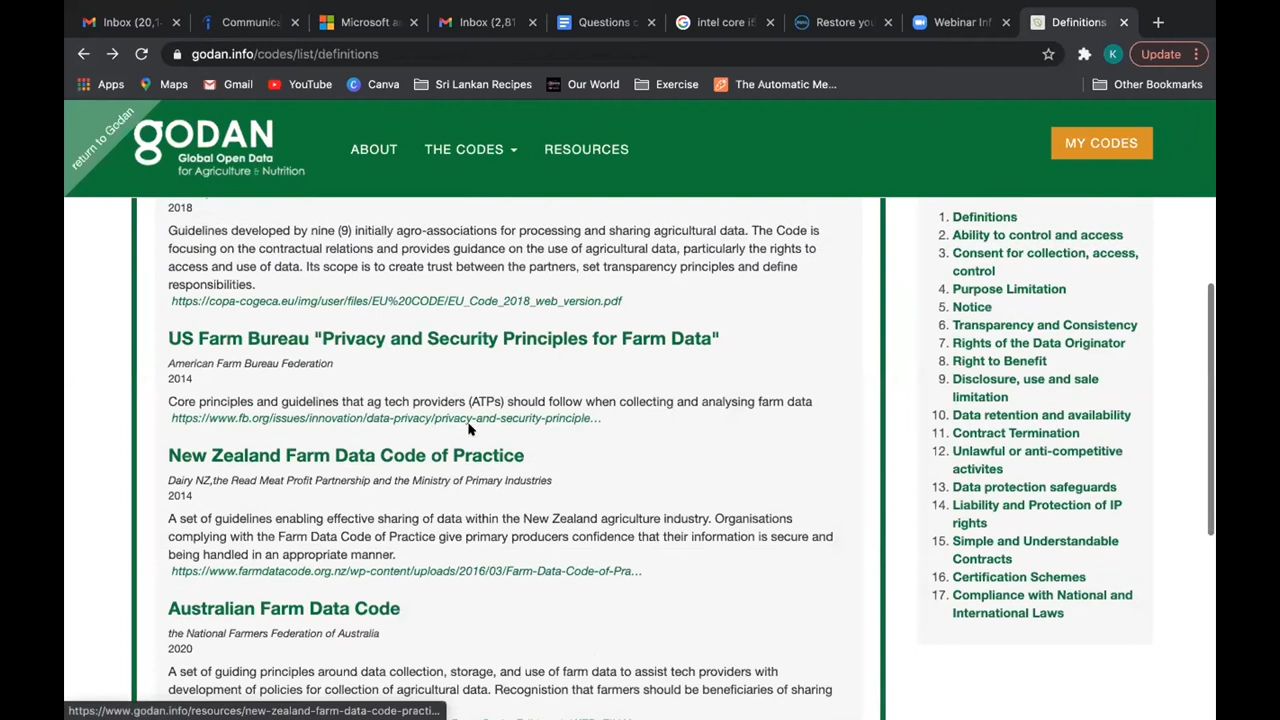 Inbox (20,1
Communica
Microsoft a
Inbox (2,81
Questions c
intel core i5
Restore you
Webinar Inf
Definitions
godan.info/codes/list/definitions
K
Update
Apps
Maps
Gmail
YouTube
Canva
Sri Lankan Recipes
Our World
Exercise
The Automatic Me...
Other Bookmarks
return to Godan
GODAN
Global Open Data
for Agriculture & Nutrition
ABOUT
THE CODES
RESOURCES
MY CODES
2018
Guidelines developed by nine (9) initially agro-associations for processing and sharing agricultural data. The Code is
focusing on the contractual relations and provides guidance on the use of agricultural data, particularly the rights to
access and use of data. Its scope is to create trust between the partners, set transparency principles and define
responsibilities.
https://copa-cogeca.eu/img/user/files/EU%20CODE/EU_Code_2018_web_version.pdf
US Farm Bureau "Privacy and Security Principles for Farm Data"
American Farm Bureau Federation
2014
Core principles and guidelines that ag tech providers (ATPs) should follow when collecting and analysing farm data
https://www.fb.org/issues/innovation/data-privacy/privacy-and-security-principle...
New Zealand Farm Data Code of Practice
Dairy NZ,the Read Meat Profit Partnership and the Ministry of Primary Industries
2014
A set of guidelines enabling effective sharing of data within the New Zealand agriculture industry. Organisations
complying with the Farm Data Code of Practice give primary producers confidence that their information is secure and
being handled in an appropriate manner.
https://www.farmdatacode.org.nz/wp-content/uploads/2016/03/Farm-Data-Code-of-Pra...
Australian Farm Data Code
the National Farmers Federation of Australia
2020
A set of guiding principles around data collection, storage, and use of farm data to assist tech providers with
development of policies for collection of agricultural data. Recognistion that farmers should be beneficiaries of sharing
https://www.godan.info/resources/new-zealand-farm-data-code-practi...
1. Definitions
2. Ability to control and access
3. Consent for collection, access,
control
4. Purpose Limitation
5. Notice
6. Transparency and Consistency
7. Rights of the Data Originator
8. Right to Benefit
9. Disclosure, use and sale
limitation
10. Data retention and availability
11. Contract Termination
12. Unlawful or anti-competitive
activites
13. Data protection safeguards
14. Liability and Protection of IP
rights
15. Simple and Understandable
Contracts
16. Certification Schemes
17. Compliance with National and
International Laws